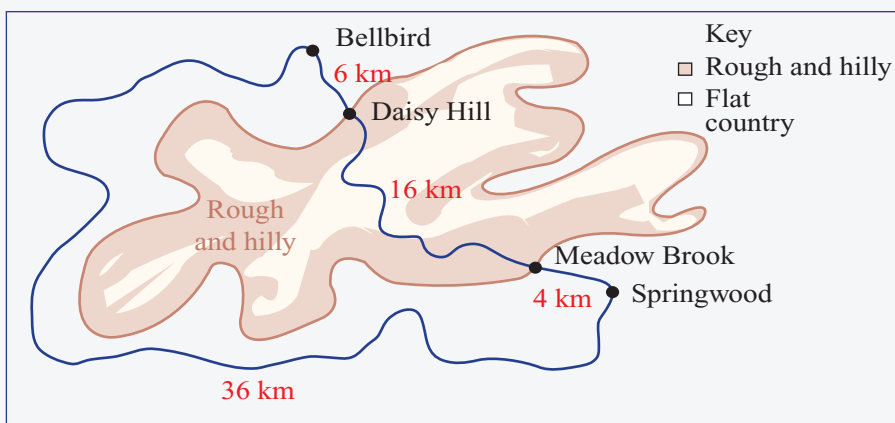 Bellbird
6 km
Daisy Hill
16 km
Rough
and hilly
Meadow Brook
4 km
Springwood
36 km
Key
Rough and hilly
Flat
country